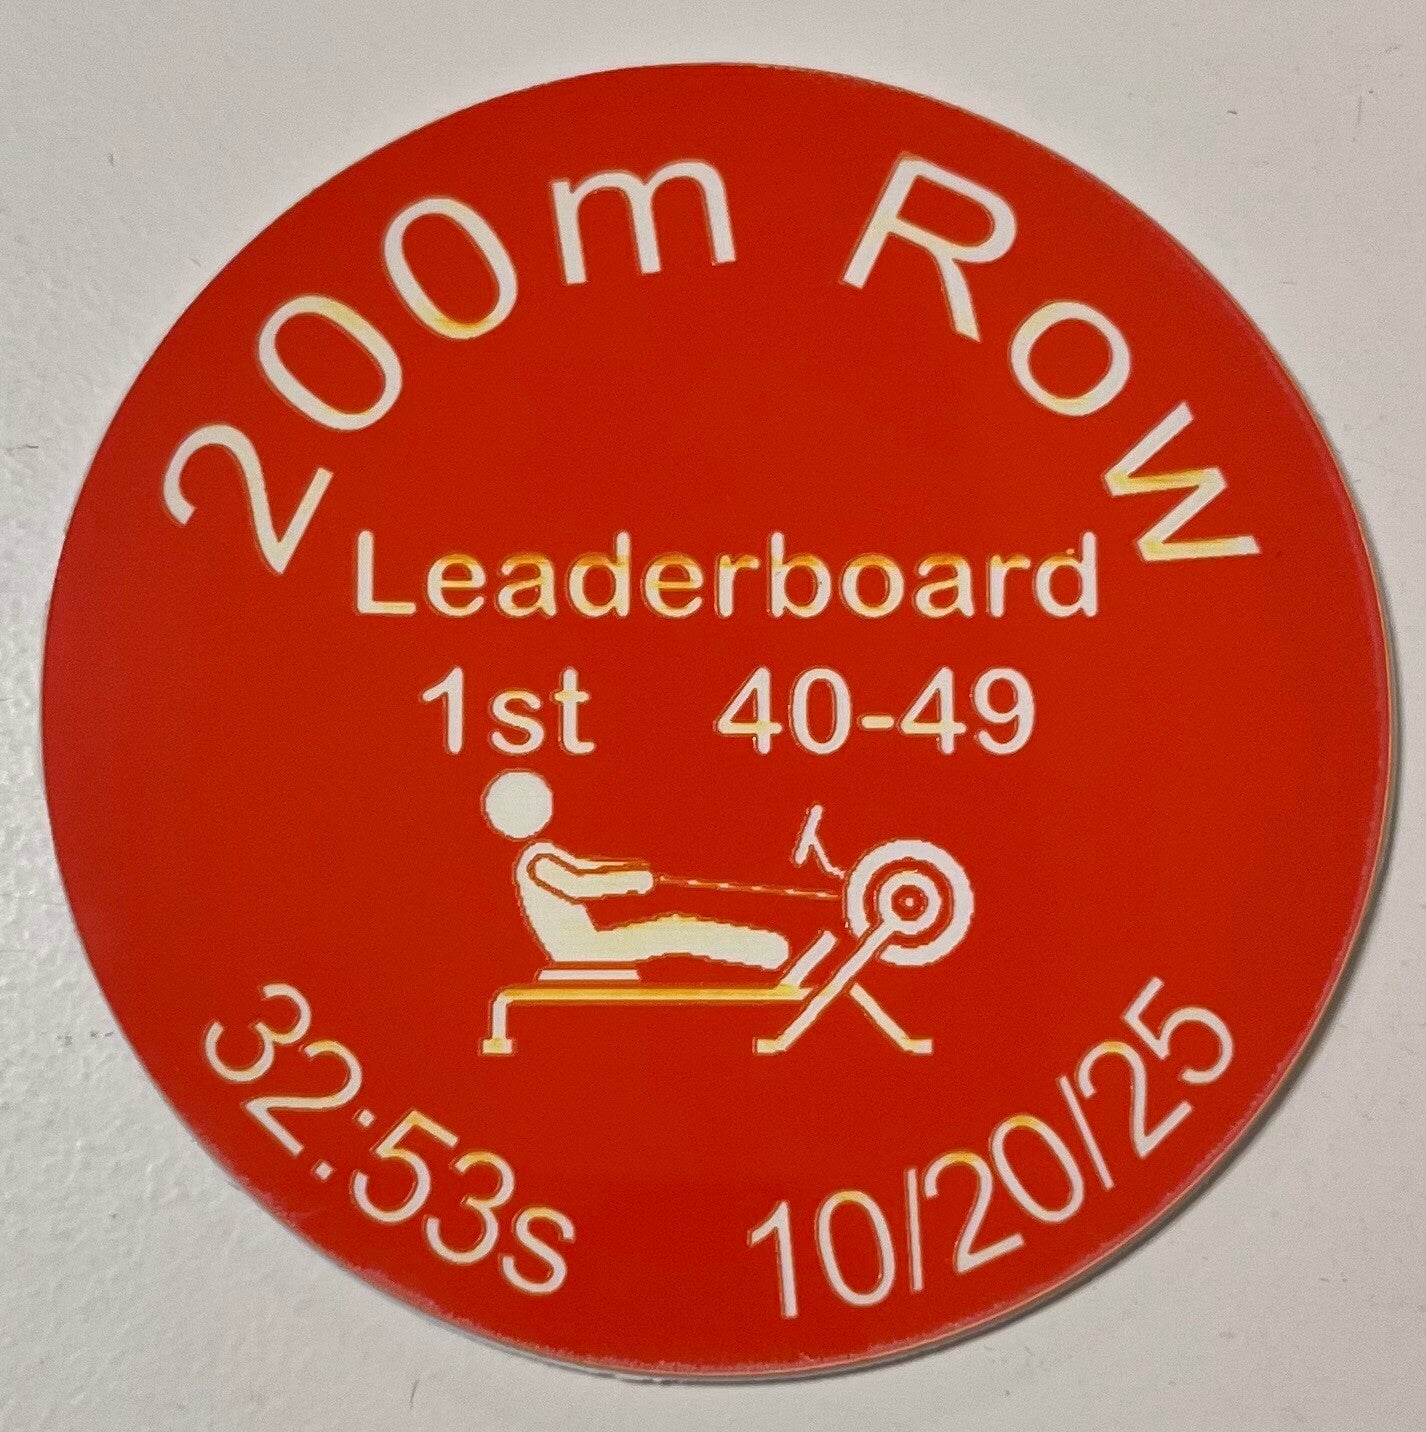 200m Row
Leaderboard
1st 40-49
32:53s
10/20/25